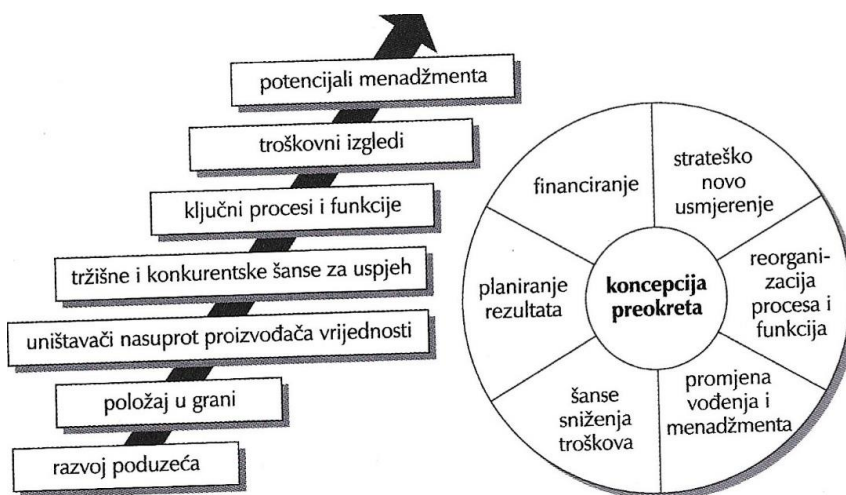 potencijali menadžmenta
troškovni izgledi
ključni procesi i funkcije
tržišne i konkurentske šanse za uspjeh
uništavači nasuprot proizvođača vrijednosti
položaj u grani
razvoj poduzeća
financiranje
strateško
novo
usmjerenje
reorgani-
zacija
procesa i
funkcija
promjena
vođenja i
menadžmenta
šanse
sniženja
troškova
planiranje
rezultata
koncepcija
preokreta